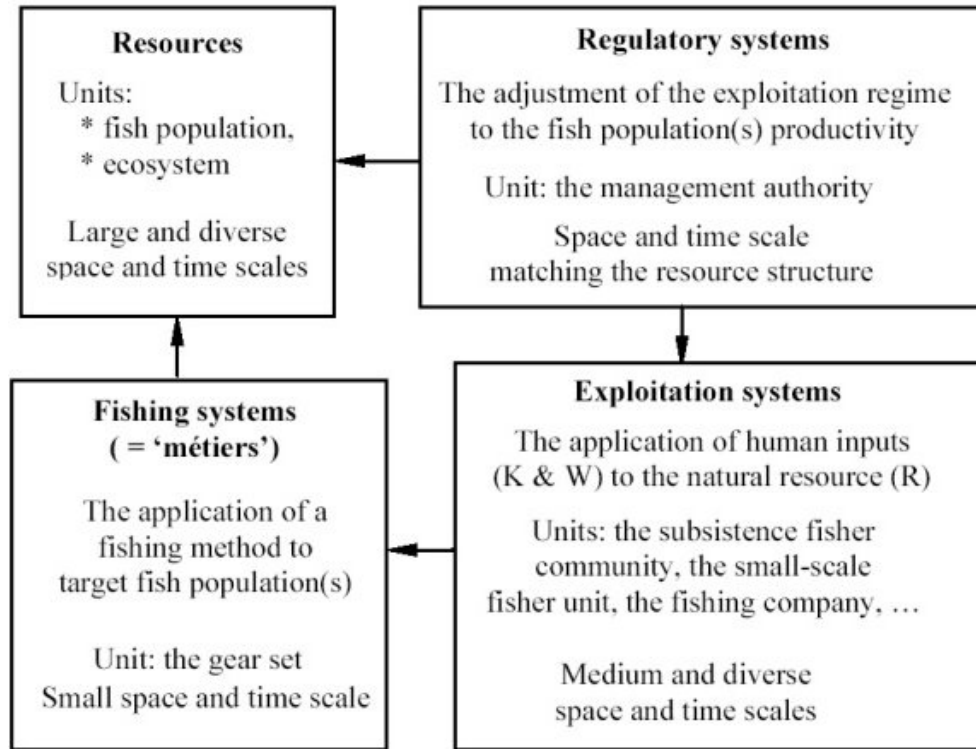 Resources
Units:
* fish population,
* ecosystem
Large and diverse
space and time scales
Regulatory systems
The adjustment of the exploitation regime
to the fish population(s) productivity
Unit: the management authority
Space and time scale
matching the resource structure
Fishing systems
( = ‘métiers’)
The application of a
fishing method to
target fish population(s)
Unit: the gear set
Small space and time scale
Exploitation systems
The application of human inputs
(K & W) to the natural resource (R)
Units: the subsistence fisher
community, the small-scale
fisher unit, the fishing company, …
Medium and diverse
space and time scales